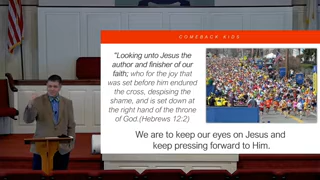 COMEBACK KIDS
"Looking unto Jesus the
author and finisher of our
faith; who for the joy that
was set before him endured
the cross, despising the
shame, and is set down at
the right hand of the throne
of God.(Hebrews 12:2)
We are to keep our eyes on Jesus and
keep pressing forward to Him.